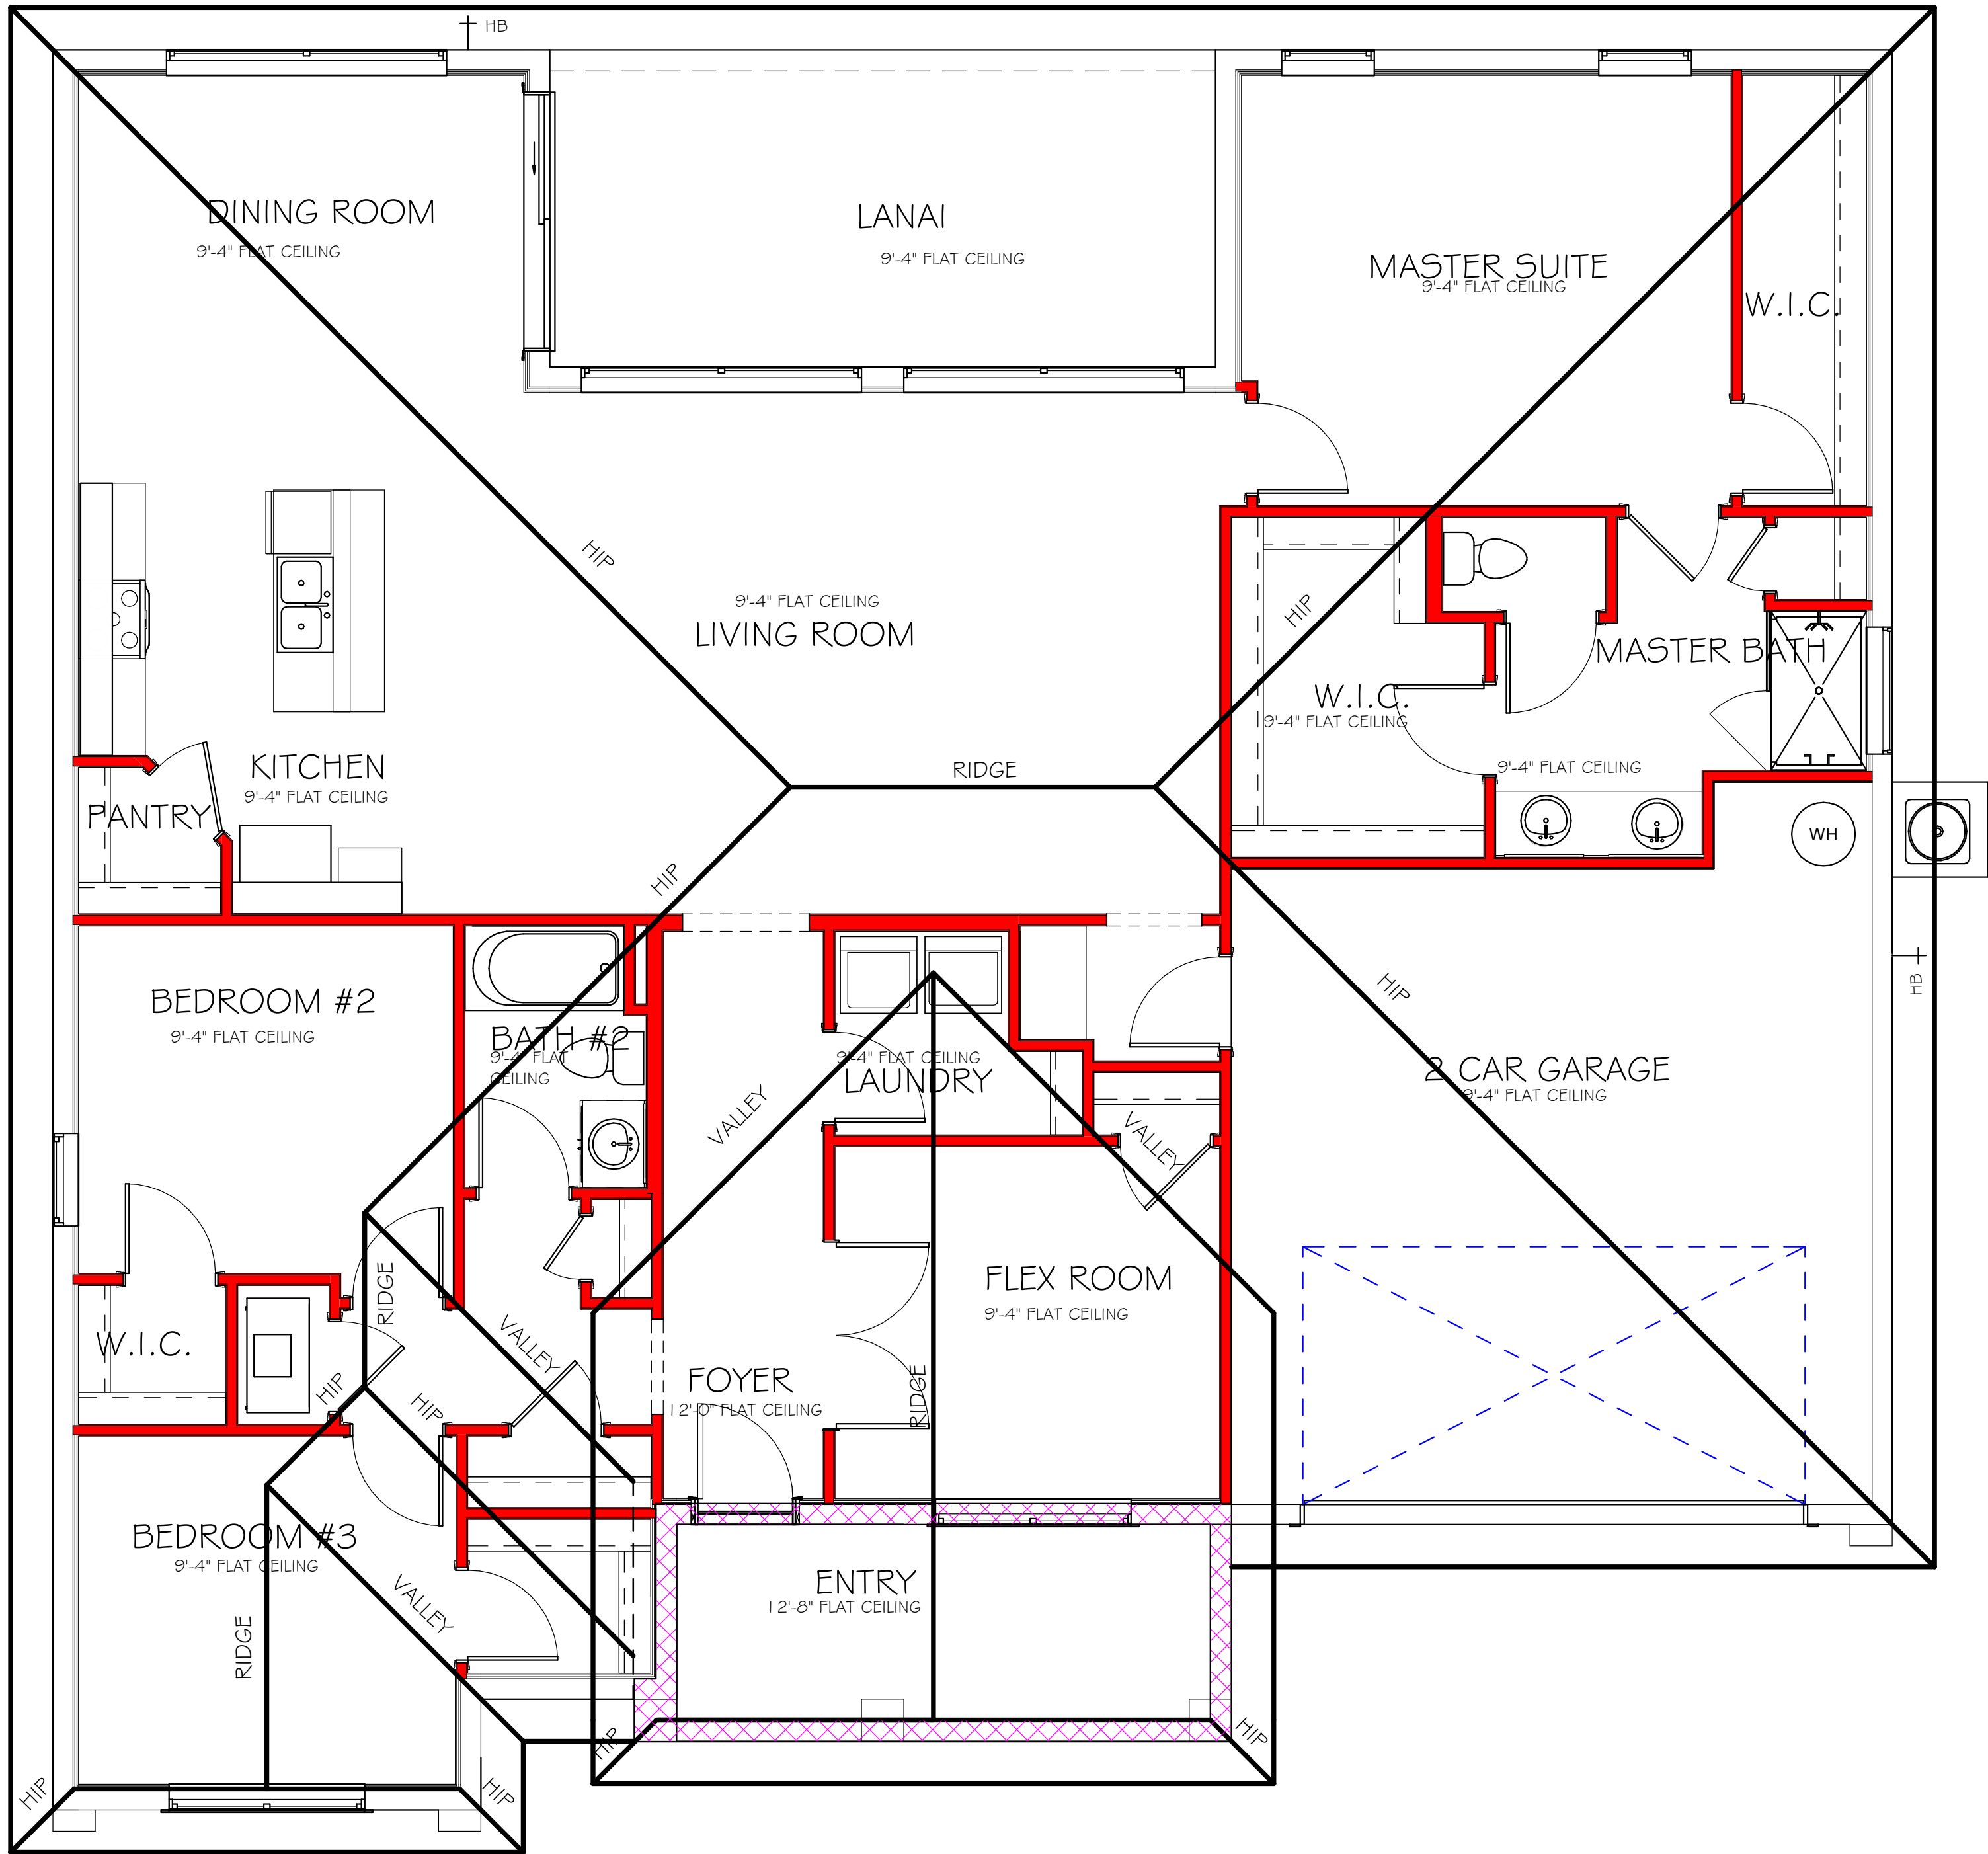 HB
DINING ROOM
9'-4" FLAT CEILING
LANAI
9'-4" FLAT CEILING
MASTER SUITE
9'-4" FLAT CEILING
W.I.C.
HIP
9'-4" FLAT CEILING
LIVING ROOM
HIP
MASTER BATH
W.I.C.
9'-4" FLAT CEILING
9'-4" FLAT CEILING
RIDGE
KITCHEN
9'-4" FLAT CEILING
PANTRY
WH
HIP
HB
HIP
BEDROOM #2
9'-4" FLAT CEILING
BATH #2
9'-4" FLAT
CEILING
9'-4" FLAT CEILING
LAUNDRY
VALLEY
VALLEY
2 CAR GARAGE
9'-4" FLAT CEILING
RIDGE
FLEX ROOM
9'-4" FLAT CEILING
W.I.C.
VALLEY
HIP
HIP
FOYER
12'-0" FLAT CEILING
RIDGE
BEDROOM #3
9'-4" FLAT CEILING
VALLEY
RIDGE
ENTRY
12'-8" FLAT CEILING
HIP
HIP
HIP
HIP